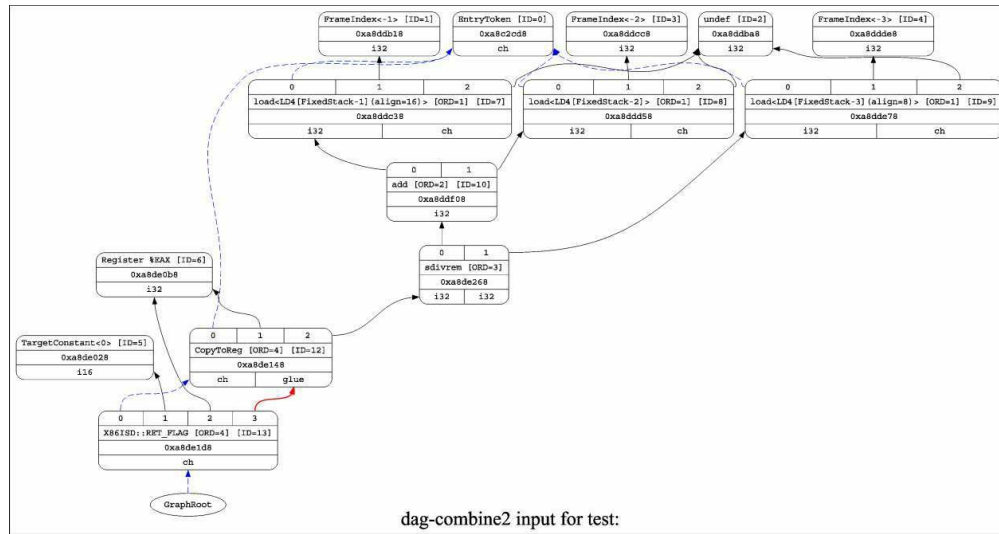 FrameIndex<-1> [ID=1]
0xa8ddb18
i32
EntryToken [ID=0]
0xa8c2cd8
ch
FrameIndex<-2> [ID=3]
0xa8ddcc8
i32
undef [ID=2]
0xa8ddba8
i32
FrameIndex<-3> [ID=4]
0xa8ddde8
i32
0 1 2
load<LD4[FixedStack-1](align=16)> [ORD=1] [ID=7]
0xa8ddc38
i32 ch
0 1 2
load<LD4[FixedStack-2]> [ORD=1] [ID=8]
0xa8ddd58
i32 ch
0 1 2
load<LD4[FixedStack-3](align=8)> [ORD=1] [ID=9]
0xa8dde78
i32 ch
0 1
add [ORD=2] [ID=10]
0xa8ddf08
i32
0 1
sdivrem [ORD=3]
0xa8de268
i32 i32
Register %EAX [ID=6]
0xa8de0b8
i32
TargetConstant<0> [ID=5]
0xa8de028
i16
0 1 2
CopyToReg [ORD=4] [ID=12]
0xa8de148
ch glue
0 1 2 3
X86ISD::RET_FLAG [ORD=4] [ID=13]
0xa8de1d8
ch
GraphRoot
dag-combine2 input for test: